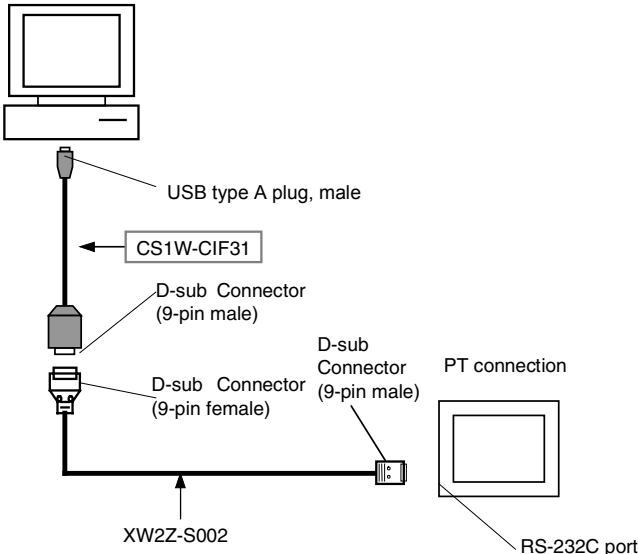 USB type A plug, male
CS1W-CIF31
D-sub Connector
(9-pin male)
D-sub Connector
(9-pin female)
D-sub
Connector
(9-pin male)
PT connection
XW2Z-S002
RS-232C port